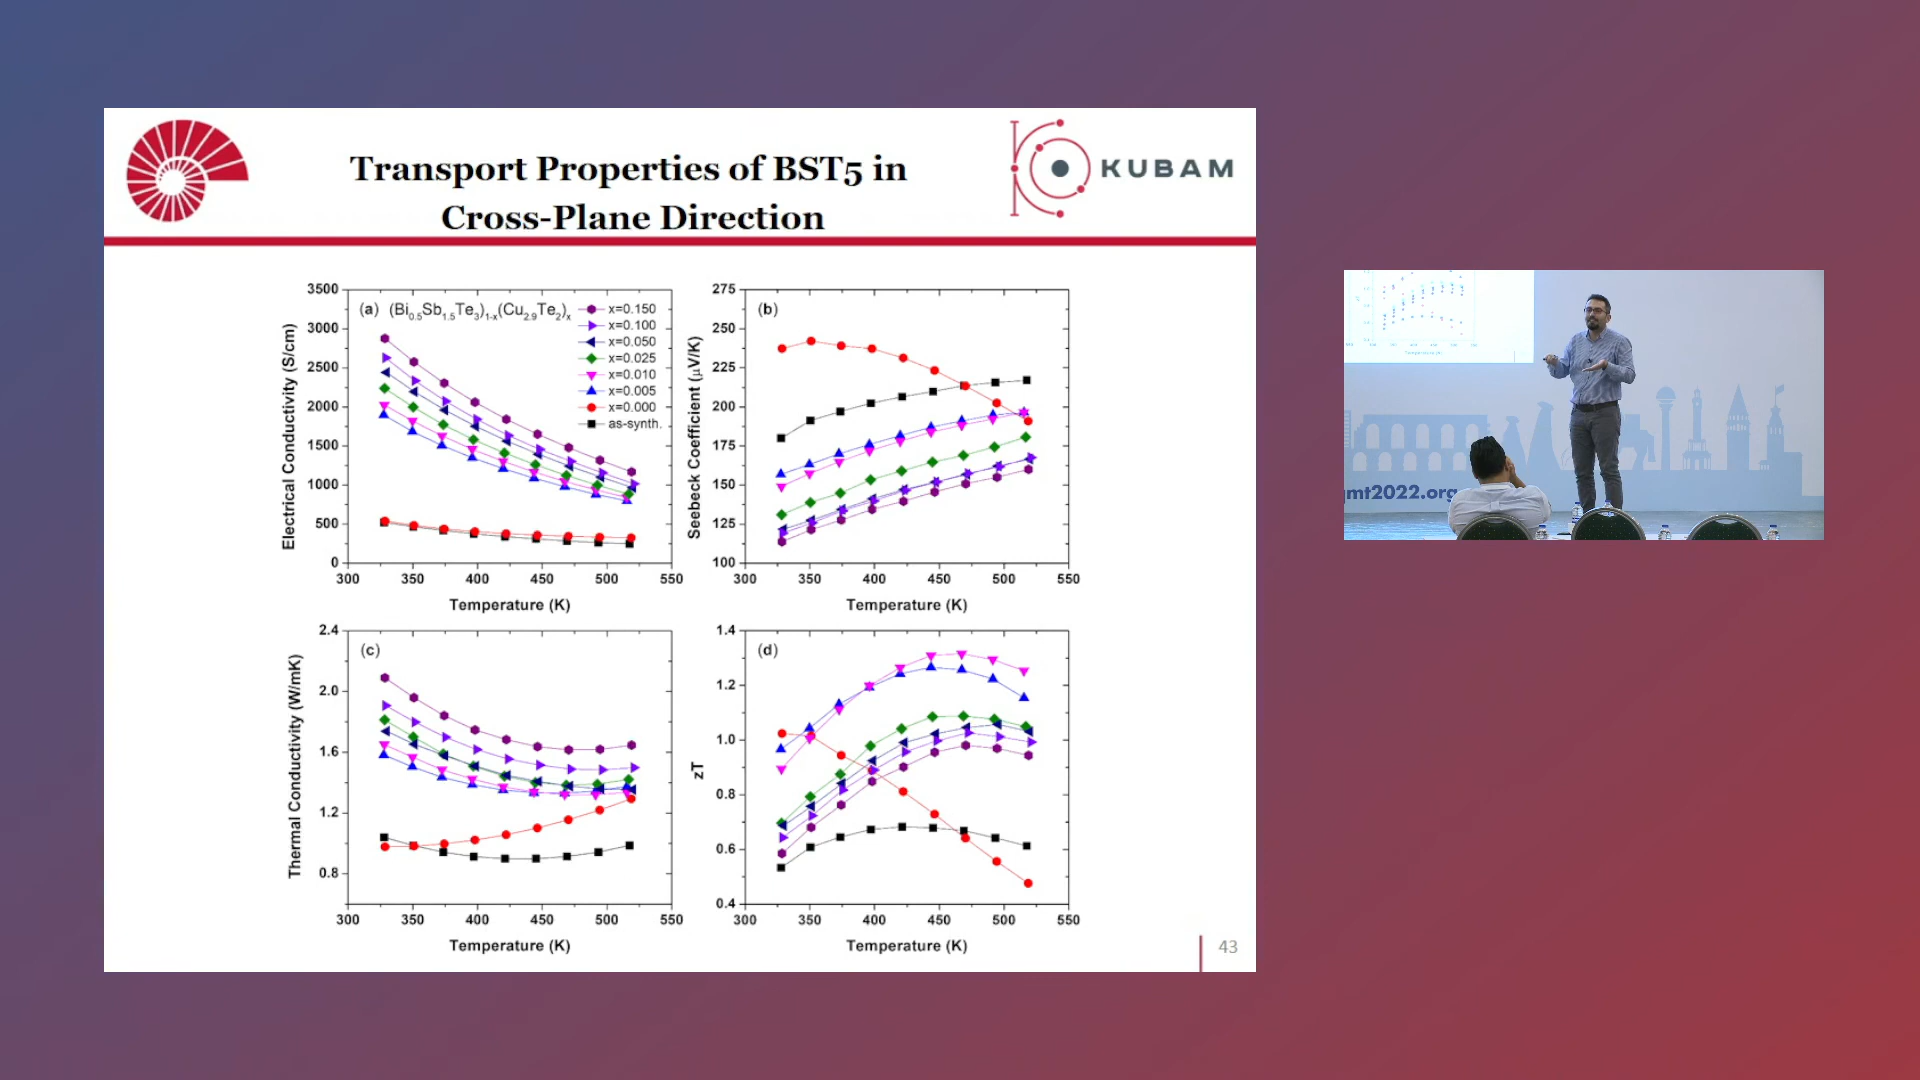 Transport Properties of BST5 in
Cross-Plane Direction
KUBAM
3500
3000
2500
2000
1500
1000
500
0
300 350 400 450 500 550
Electrical Conductivity (S/cm)
Temperature (K)
(a) (Bi0.5Sb1.5Te3)1-x(Cu2.9Te2)x
x=0.150
x=0.100
x=0.050
x=0.025
x=0.010
x=0.005
x=0.000
as-synth.
275
250
225
200
175
150
125
100
300 350 400 450 500 550
Seebeck Coefficient (μV/K)
Temperature (K)
(b)
2.4
2.0
1.6
1.2
0.8
300 350 400 450 500 550
Thermal Conductivity (W/mK)
Temperature (K)
(c)
1.4
1.2
1.0
0.8
0.6
0.4
300 350 400 450 500 550
zT
Temperature (K)
(d)
43
mt2022.org